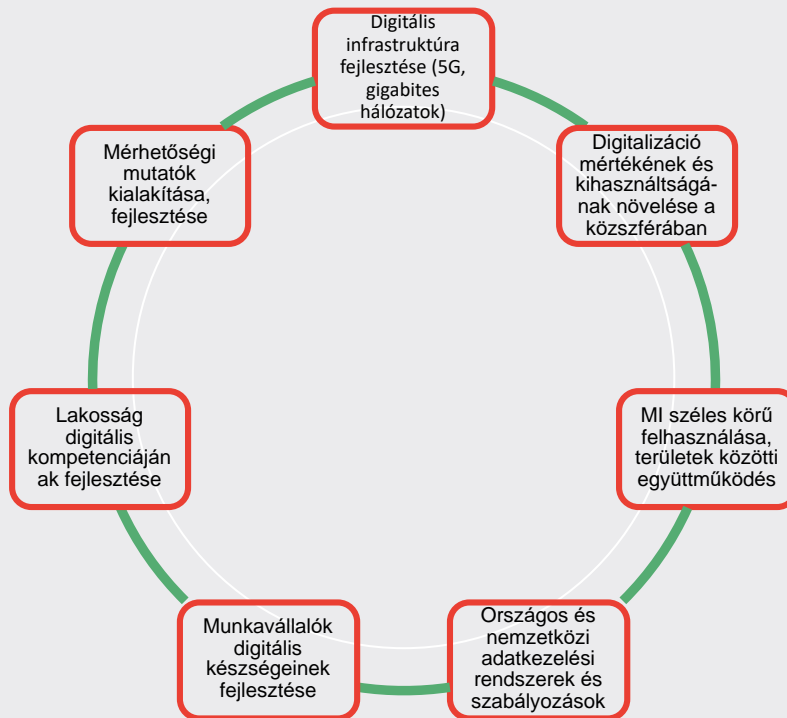 Digitális
infrastruktúra
fejlesztése (5G,
gigabites
hálózatok)
Digitalizáció
mértékének és
kihasználtságá-
nak növelése a
közszférában
MI széles körű
felhasználása,
területek közötti
együttműködés
Országos és
nemzetközi
adatkezelési
rendszerek és
szabályozások
Munkavállalók
digitális
készségeinek
fejlesztése
Lakosság
digitális
kompetenciáján
ak fejlesztése
Mérhetőségi
mutatók
kialakítása,
fejlesztése